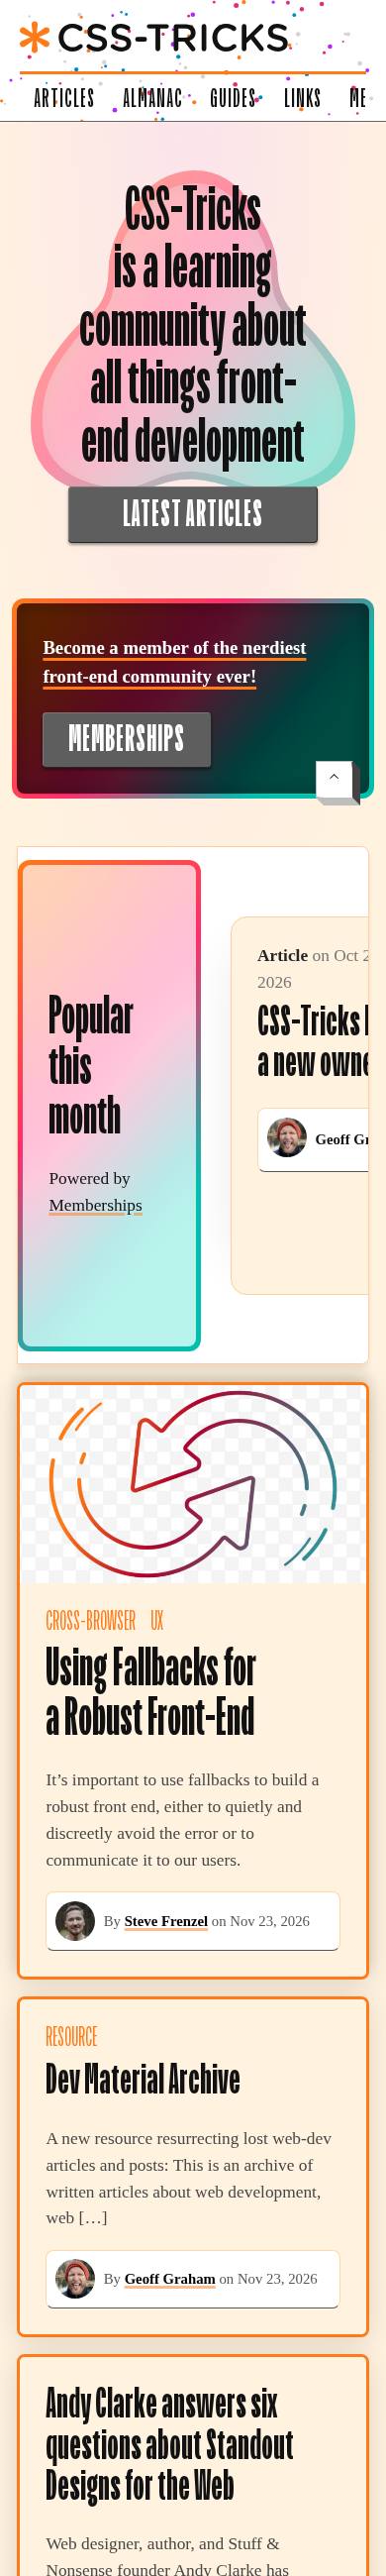 CSS-TRICKS
ARTICLES ALMANAC GUIDES LINKS ME
CSS-Tricks
is a learning
community about
all things front-
end development
LATEST ARTICLES
Become a member of the nerdiest
front-end community ever!
MEMBERSHIPS
Popular
this
month
Powered by
Memberships
Article on Oct 2
2026
CSS-Tricks
a new owne
Geoff Gr
CROSS-BROWSER UX
Using Fallbacks for
a Robust Front-End
It’s important to use fallbacks to build a
robust front end, either to quietly and
discreetly avoid the error or to
communicate it to our users.
By Steve Frenzel on Nov 23, 2026
RESOURCE
Dev Material Archive
A new resource resurrecting lost web-dev
articles and posts: This is an archive of
written articles about web development,
web […]
By Geoff Graham on Nov 23, 2026
Andy Clarke answers six
questions about Standout
Designs for the Web
Web designer, author, and Stuff &
Nonsense founder Andy Clarke has